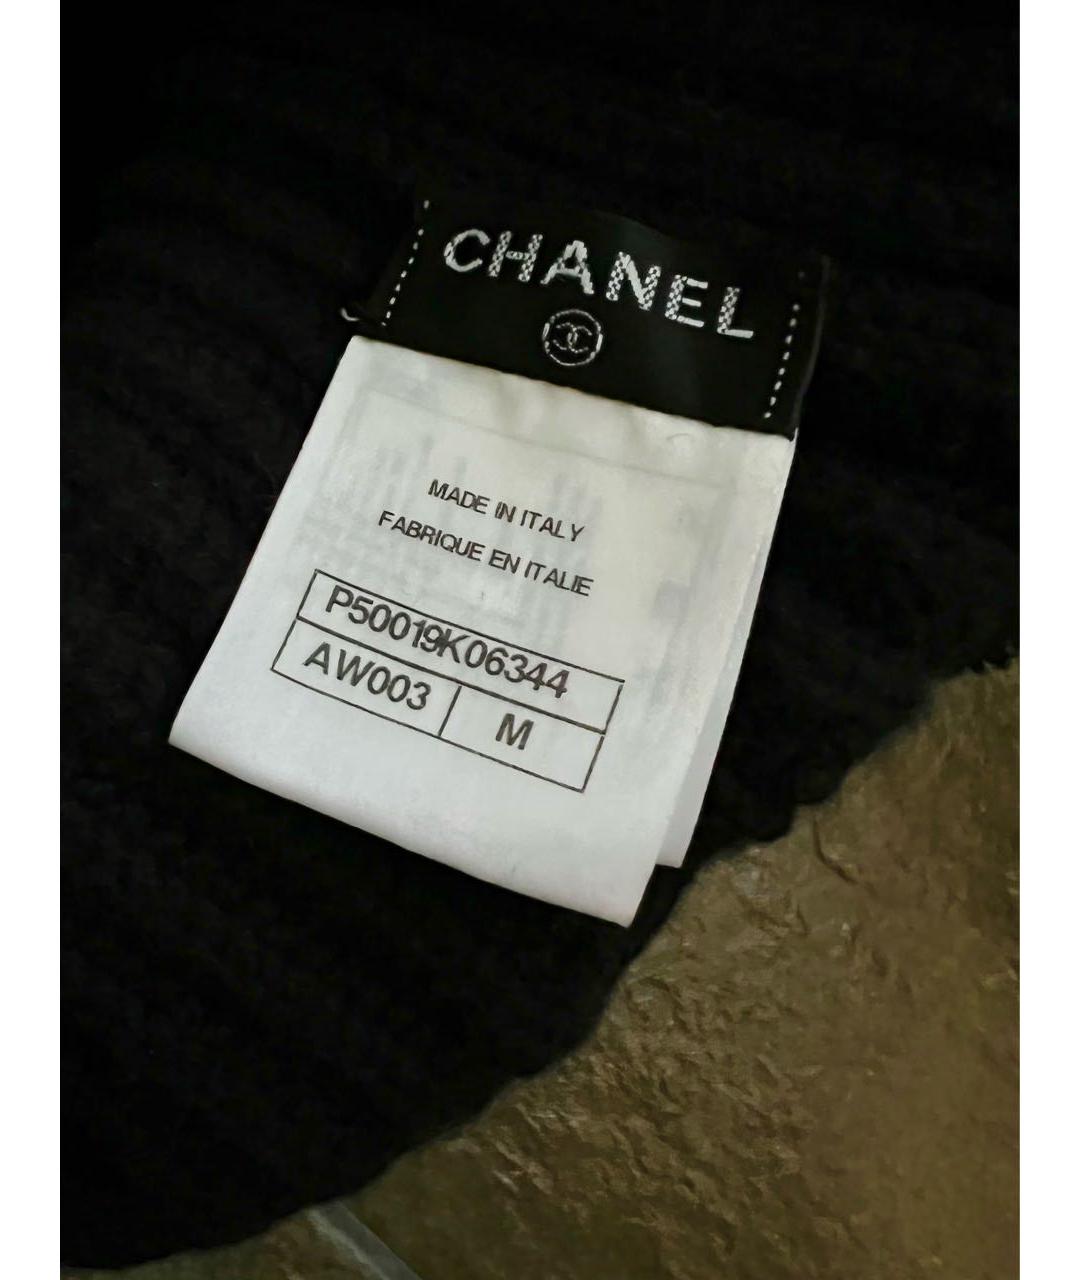 CHANEL
MADE IN ITALY
FABRIQUE EN ITALIE
P50019K06344
AW003 M